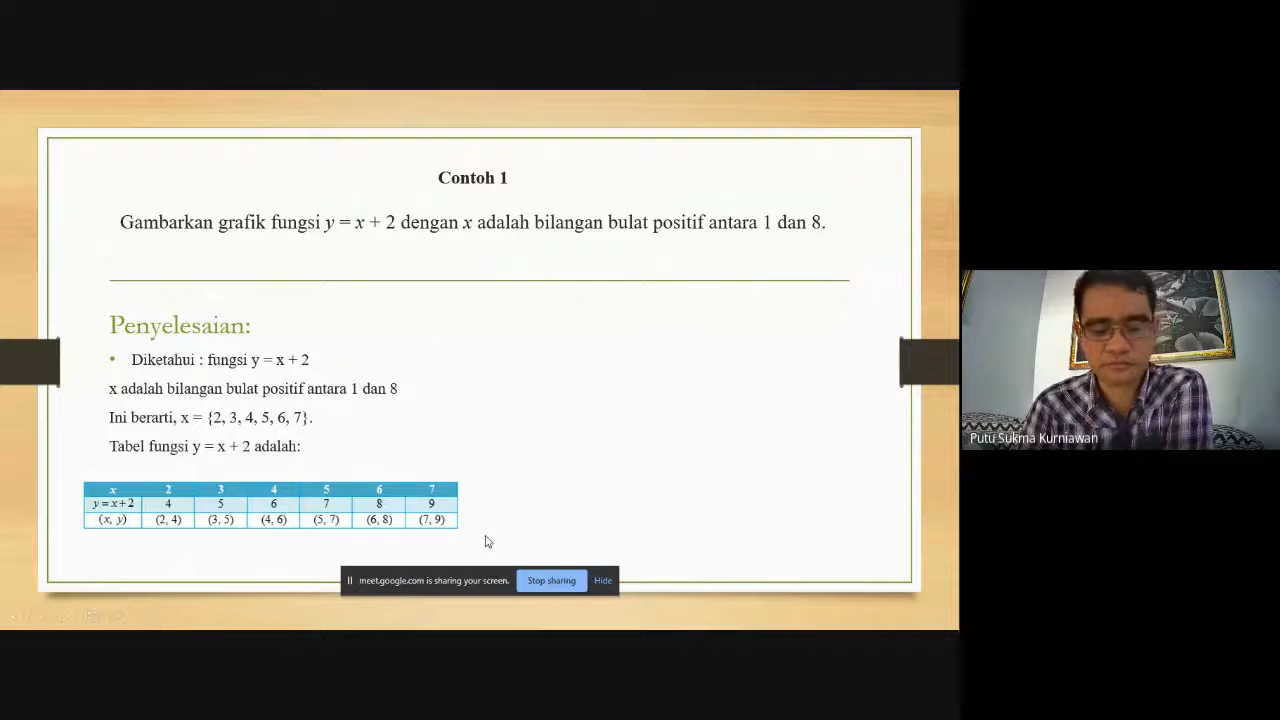 Contoh 1
Gambarkan grafik fungsi y = x + 2 dengan x adalah bilangan bulat positif antara 1 dan 8.
Penyelesaian:
• Diketahui : fungsi y = x + 2
x adalah bilangan bulat positif antara 1 dan 8
Ini berarti, x = {2, 3, 4, 5, 6, 7}.
Tabel fungsi y = x + 2 adalah:
x 2 3 4 5 6 7
y = x+2 4 5 6 7 8 9
(x, y) (2, 4) (3, 5) (4, 6) (5, 7) (6, 8) (7, 9)
meet.google.com is sharing your screen. Stop sharing Hide
Putu Sukma Kurniawan